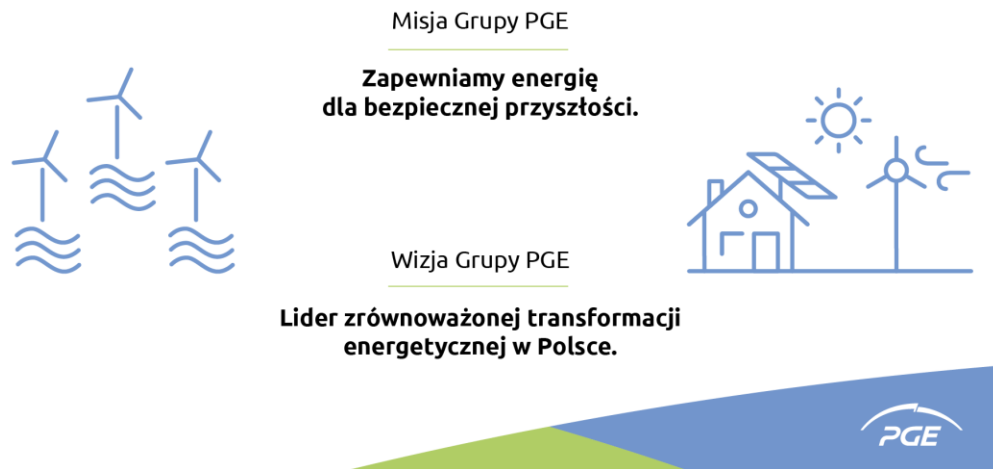 Misja Grupy PGE
Zapewniamy energię
dla bezpiecznej przyszłości.
Wizja Grupy PGE
Lider zrównoważonej transformacji
energetycznej w Polsce.
PGE